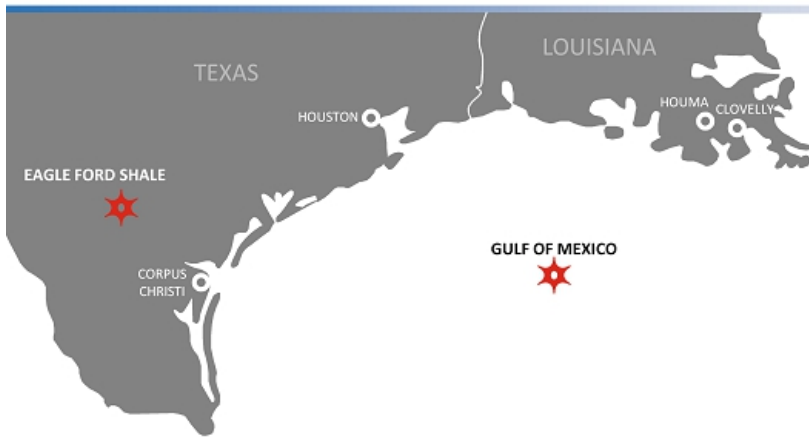 LOUISIANA
TEXAS
HOUMA
CLOVELLY
HOUSTON
EAGLE FORD SHALE
GULF OF MEXICO
CORPUS
CHRISTI